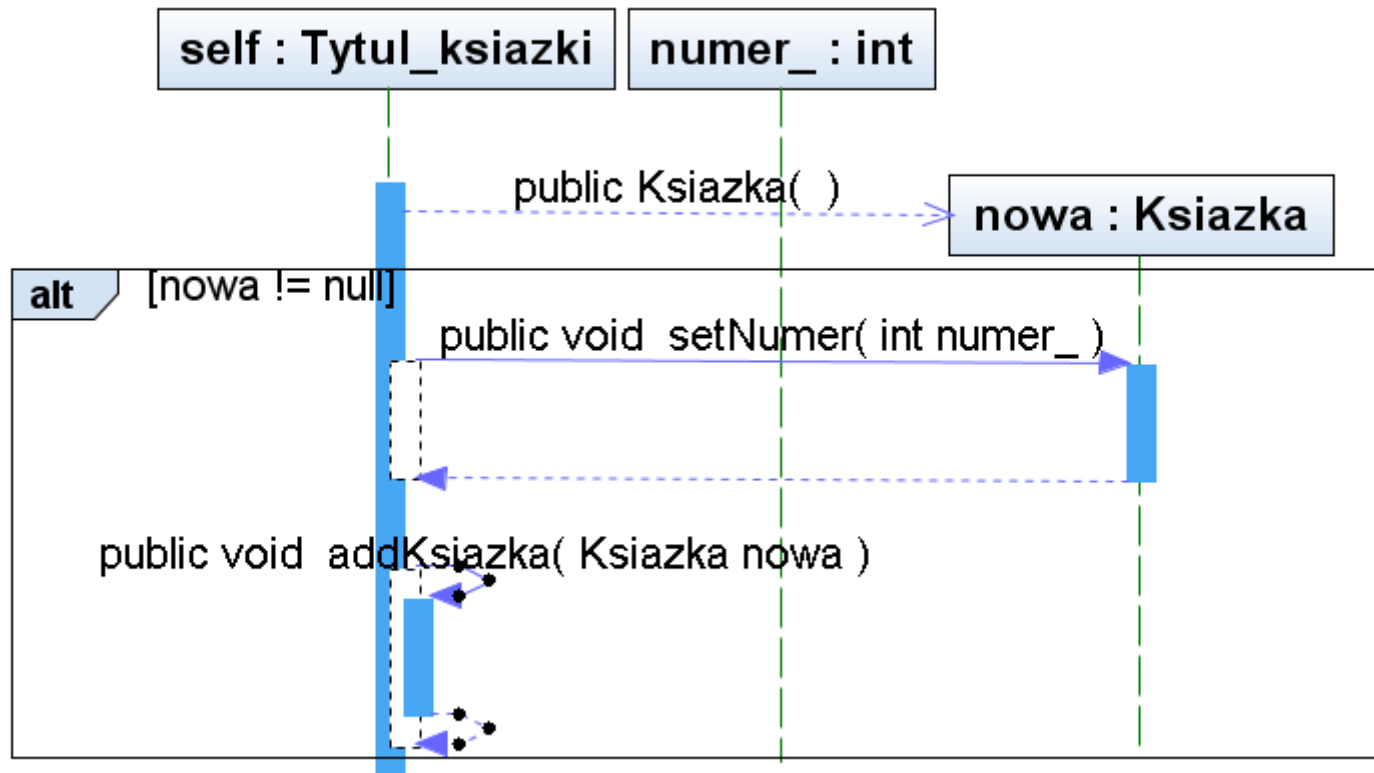 self : Tytul_ksiazki
numer_ : int
public Ksiazka(  )
nowa : Ksiazka
alt
[nowa != null]
public void  setNumer( int numer_ )
public void  addKsiazka( Ksiazka nowa )